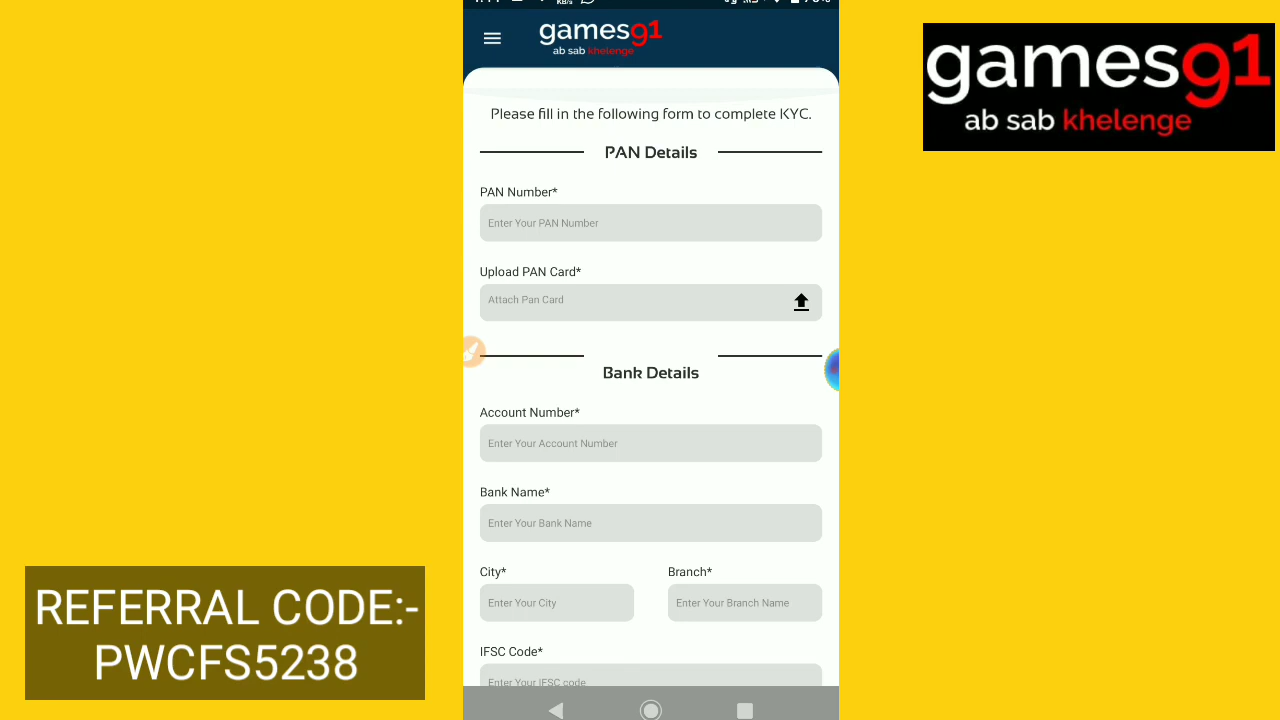 games91
ab sab khelenge
games91
ab sab khelenge
Please fill in the following form to complete KYC.
PAN Details
PAN Number*
Enter Your PAN Number
Upload PAN Card*
Attach Pan Card
Bank Details
Account Number*
Enter Your Account Number
Bank Name*
Enter Your Bank Name
City* Branch*
Enter Your City Enter Your Branch Name
IFSC Code*
Enter Your IFSC code
REFERRAL CODE:-
PWCFS5238